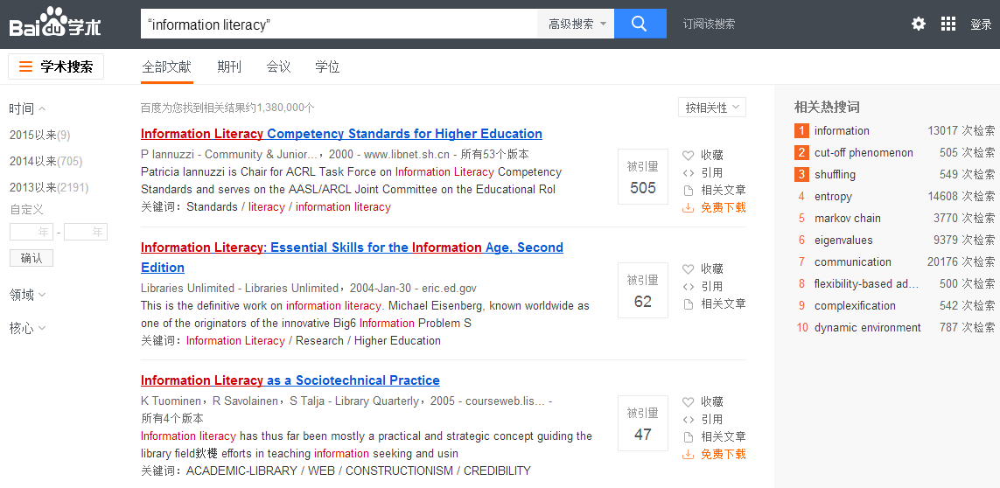 Bai du 学术
“information literacy”
高级搜索
订阅该搜索
登录
学术搜索
全部文献 期刊 会议 学位
时间
2015以来(9)
2014以来(705)
2013以来(2191)
自定义
年 - 年
确认
领域
核心
百度为您找到相关结果约1,380,000个
按相关性
Information Literacy Competency Standards for Higher Education
P Iannuzzi - Community & Junior...，2000 - www.libnet.sh.cn - 所有53个版本
Patricia Iannuzzi is Chair for ACRL Task Force on Information Literacy Competency
Standards and serves on the AASL/ARCL Joint Committee on the Educational Rol
关键词：Standards / literacy / information literacy
被引量
505
收藏
引用
相关文章
免费下载
Information Literacy: Essential Skills for the Information Age, Second
Edition
Libraries Unlimited - Libraries Unlimited，2004-Jan-30 - eric.ed.gov
This is the definitive work on information literacy. Michael Eisenberg, known worldwide as
one of the originators of the innovative Big6 Information Problem S
关键词：Information Literacy / Research / Higher Education
被引量
62
收藏
引用
相关文章
Information Literacy as a Sociotechnical Practice
K Tuominen，R Savolainen，S Talja - Library Quarterly，2005 - courseweb.lis... -
所有4个版本
Information literacy has thus far been mostly a practical and strategic concept guiding the
library field efforts in teaching information seeking and usin
关键词：ACADEMIC-LIBRARY / WEB / CONSTRUCTIONISM / CREDIBILITY
被引量
47
收藏
引用
相关文章
免费下载
相关热搜词
1 information 13017 次检索
2 cut-off phenomenon 505 次检索
3 shuffling 549 次检索
4 entropy 14608 次检索
5 markov chain 3770 次检索
6 eigenvalues 9379 次检索
7 communication 20176 次检索
8 flexibility-based ad... 500 次检索
9 complexification 542 次检索
10 dynamic environment 787 次检索